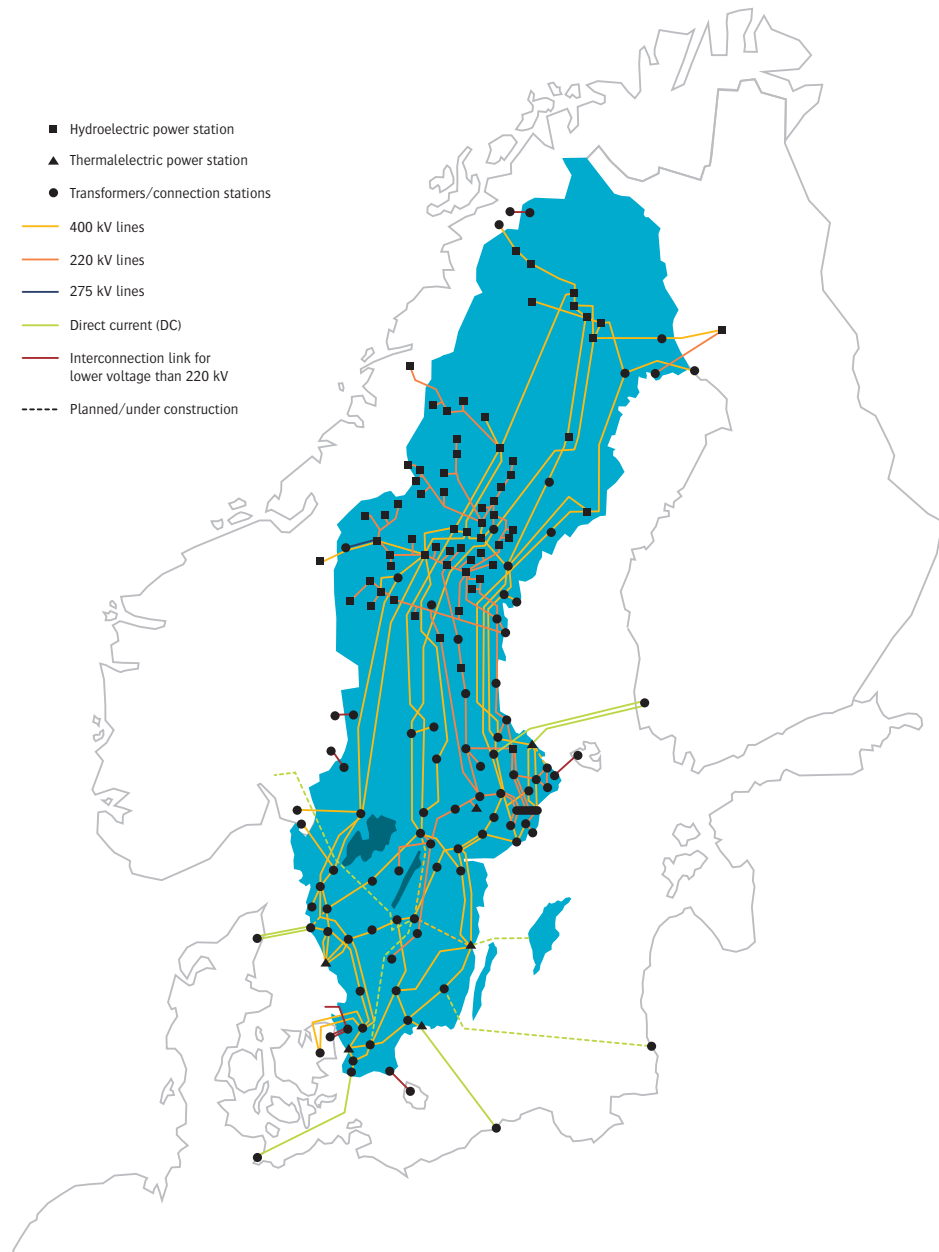 Hydroelectric power station
Thermalelectric power station
Transformers/connection stations
400 kV lines
220 kV lines
275 kV lines
Direct current (DC)
Interconnection link for
lower voltage than 220 kV
Planned/under construction